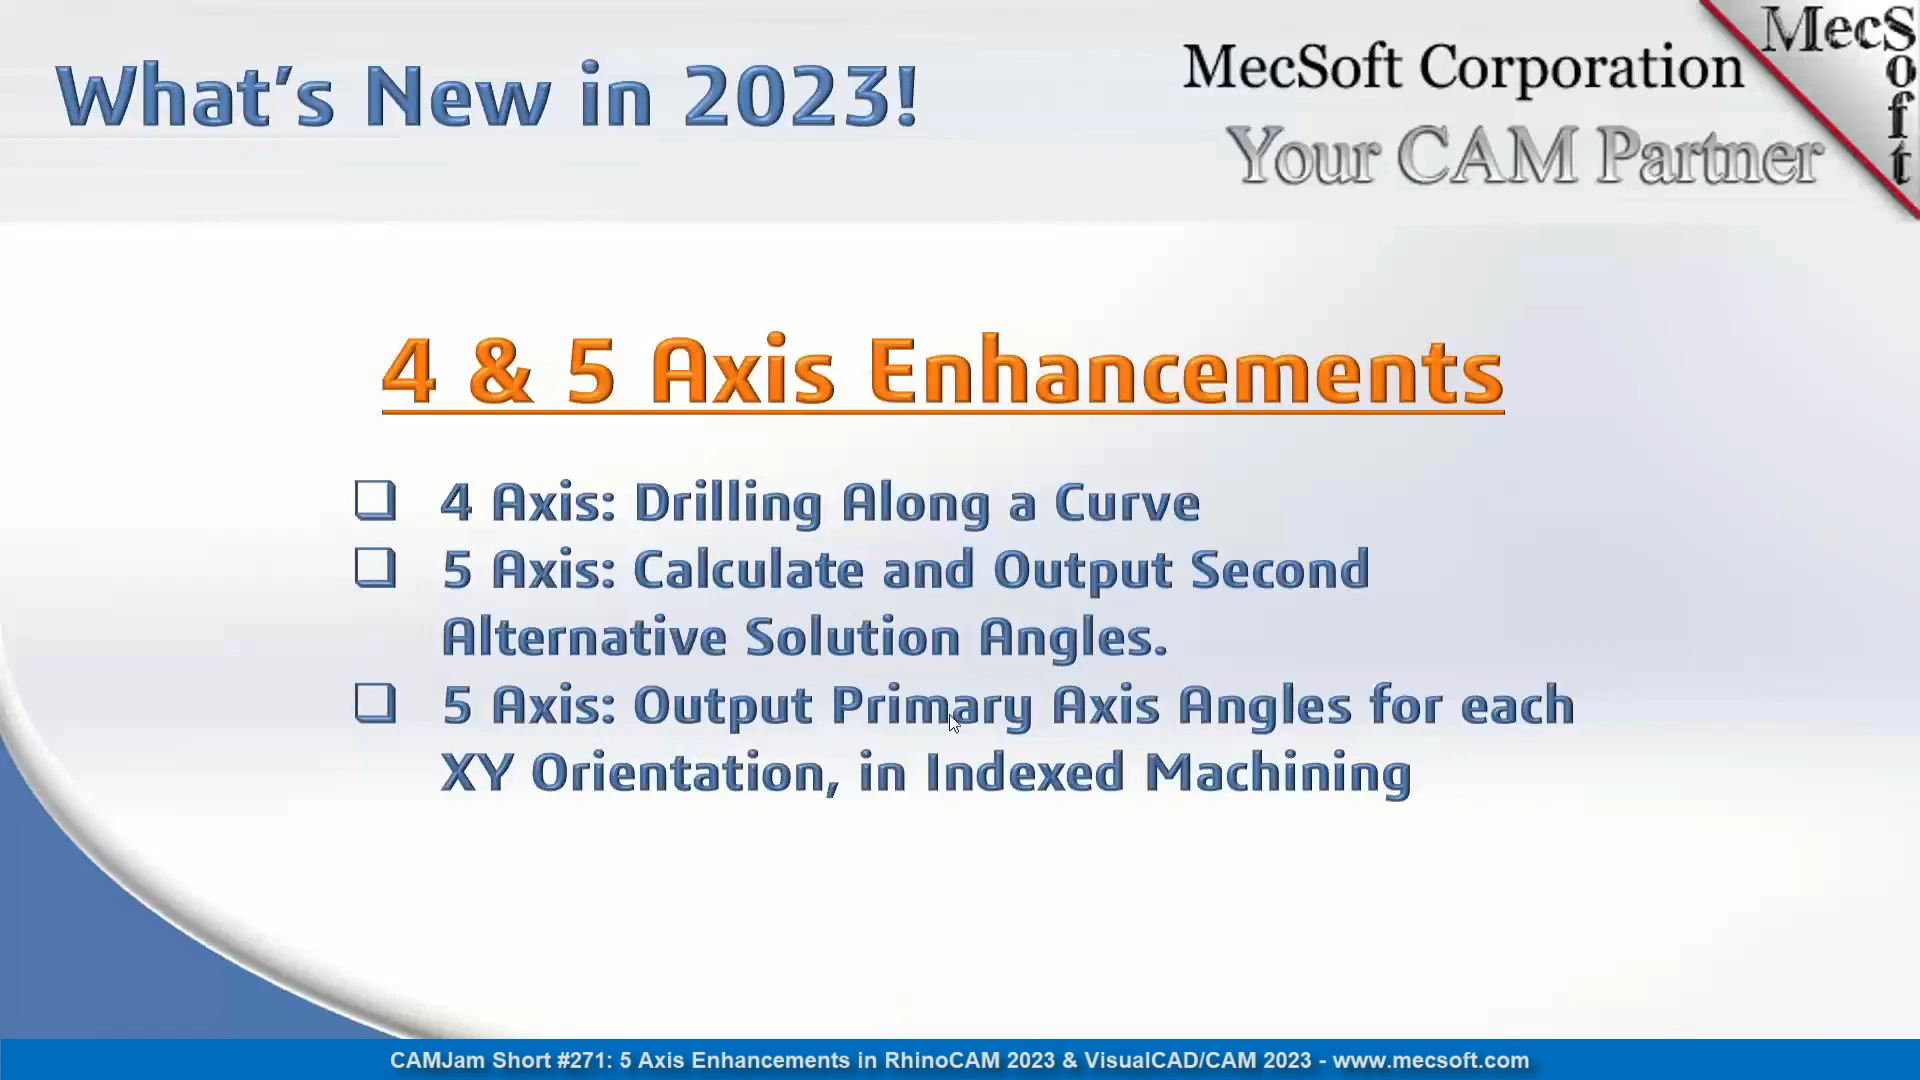 What's New in 2023!
MecSoft Corporation
Your CAM Partner
MecSoft
4 & 5 Axis Enhancements
4 Axis: Drilling Along a Curve
5 Axis: Calculate and Output Second
Alternative Solution Angles.
5 Axis: Output Primary Axis Angles for each
XY Orientation, in Indexed Machining
CAMJam Short #271: 5 Axis Enhancements in RhinoCAM 2023 & VisualCAD/CAM 2023 - www.mecsoft.com